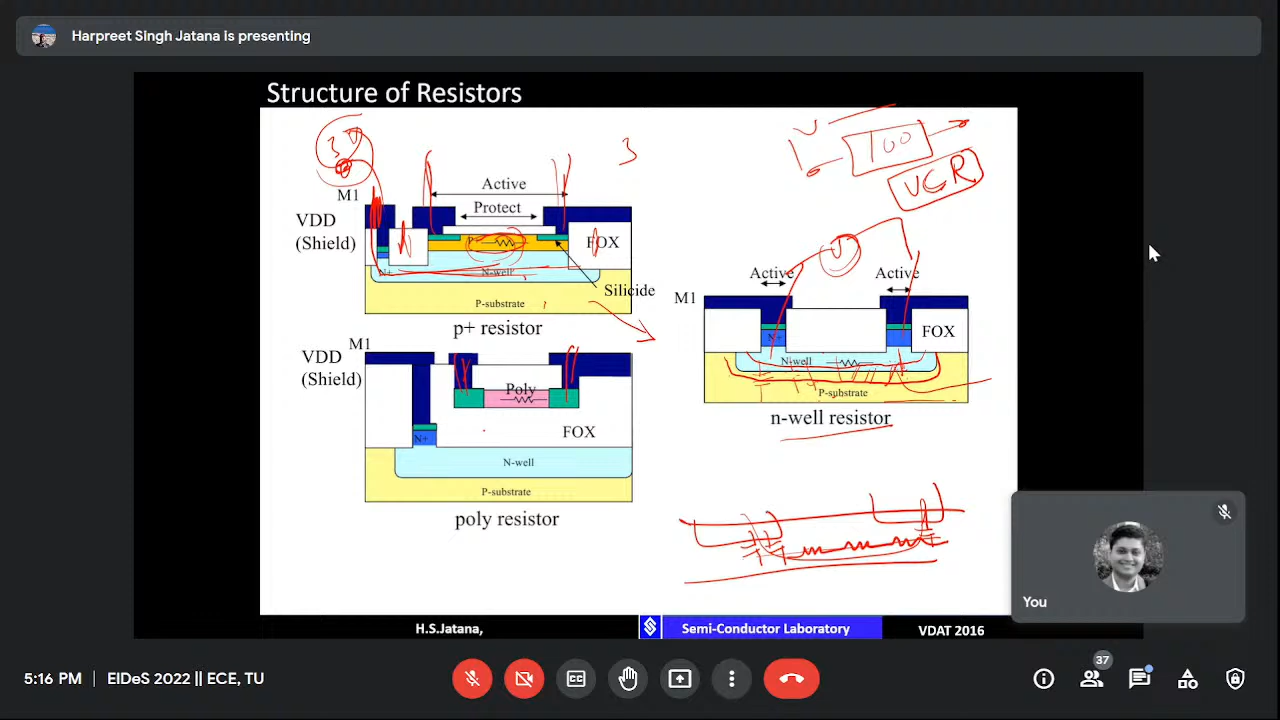 Harpreet Singh Jatana is presenting
Structure of Resistors
3
3
100
VCR
Active
M1
Protect
VDD
(Shield)
P+
FOX
N+
N-well
Silicide
P-substrate
p+ resistor
V
Active
Active
M1
FOX
N+
N-well
P-substrate
n-well resistor
M1
VDD
(Shield)
Poly
FOX
N+
N-well
P-substrate
poly resistor
You
H.S.Jatana,
Semi-Conductor Laboratory
VDAT 2016
5:16 PM | EIDeS 2022 || ECE, TU
CC
37